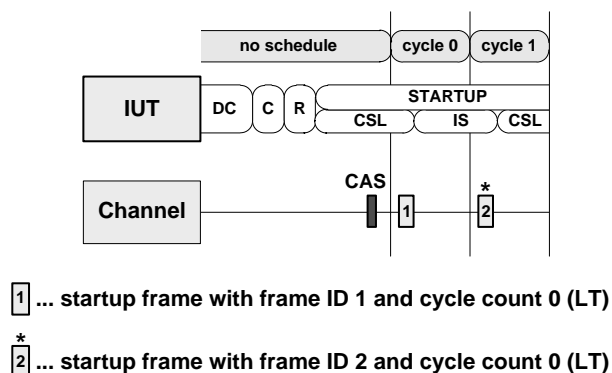 no schedule cycle 0 cycle 1
IUT DC C R STARTUP
CSL IS CSL
CAS *
Channel 1 2
1 ... startup frame with frame ID 1 and cycle count 0 (LT)
*
2 ... startup frame with frame ID 2 and cycle count 0 (LT)